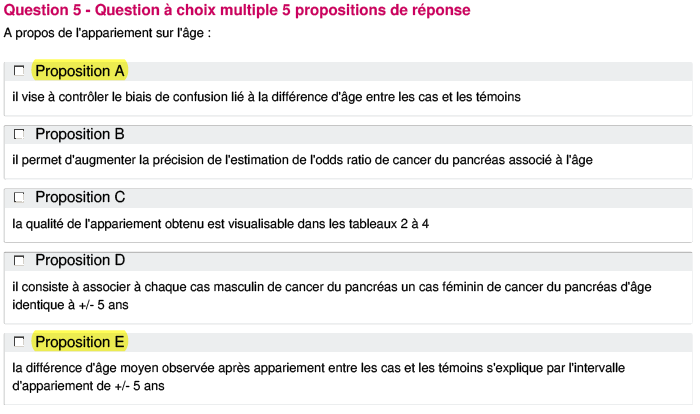 Question 5 - Question à choix multiple 5 propositions de réponse
A propos de l'appariement sur l'âge :
Proposition A
il vise à contrôler le biais de confusion lié à la différence d'âge entre les cas et les témoins
Proposition B
il permet d'augmenter la précision de l'estimation de l'odds ratio de cancer du pancréas associé à l'âge
Proposition C
la qualité de l'appariement obtenu est visualisable dans les tableaux 2 à 4
Proposition D
il consiste à associer à chaque cas masculin de cancer du pancréas un cas féminin de cancer du pancréas d'âge
identique à +/- 5 ans
Proposition E
la différence d'âge moyen observée après appariement entre les cas et les témoins s'explique par l'intervalle
d'appariement de +/- 5 ans